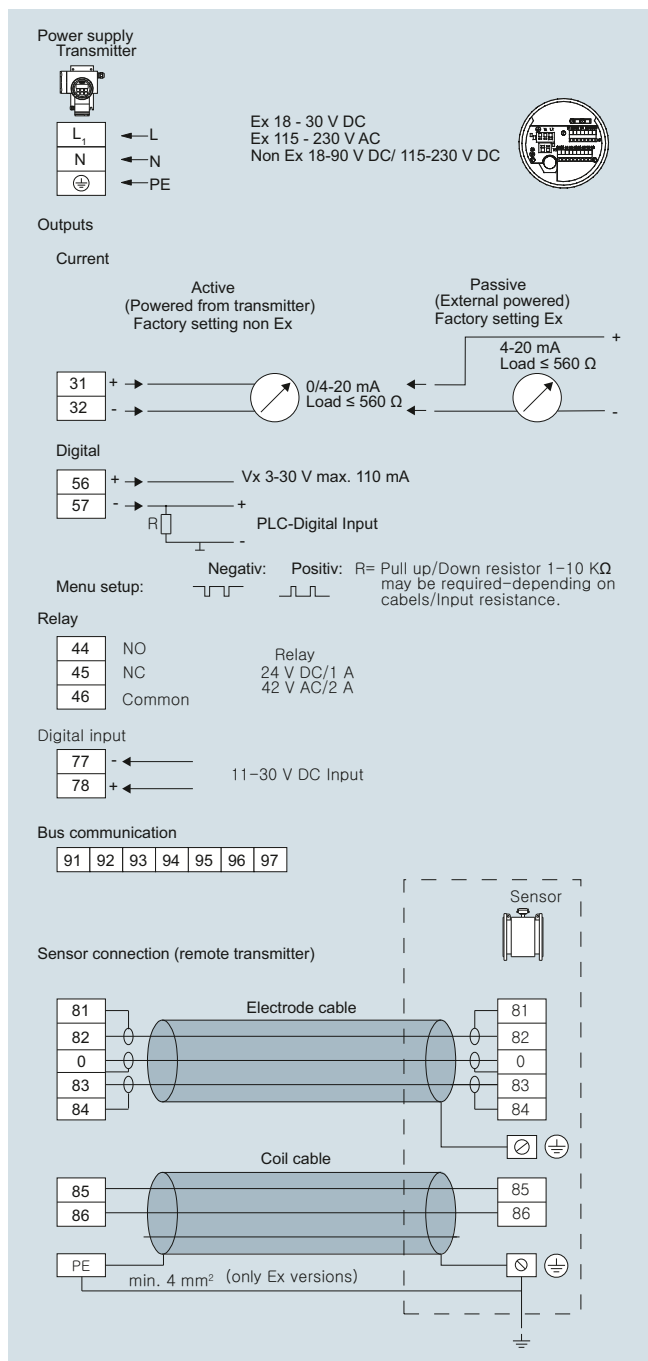 Power supply
Transmitter
L1 L
N N
PE
Ex 18 - 30 V DC
Ex 115 - 230 V AC
Non Ex 18-90 V DC/ 115-230 V DC
Outputs
Current
Active
(Powered from transmitter)
Factory setting non Ex
Passive
(External powered)
Factory setting Ex
+
4-20 mA
Load ≤ 560 Ω
31 +
32 -
0/4-20 mA
Load ≤ 560 Ω
-
Digital
56 + Vx 3-30 V max. 110 mA
57 - +
R PLC-Digital Input
-
Menu setup:
Negativ: Positiv:
R= Pull up/Down resistor 1-10 KΩ
may be required-depending on
cabels/Input resistance.
Relay
44 NO
45 NC
46 Common
Relay
24 V DC/1 A
42 V AC/2 A
Digital input
77 -
78 +
11-30 V DC Input
Bus communication
91 92 93 94 95 96 97
Sensor
Sensor connection (remote transmitter)
Electrode cable
81 81
82 82
0 0
83 83
84 84
Coil cable
85 85
86 86
PE
min. 4 mm² (only Ex versions)